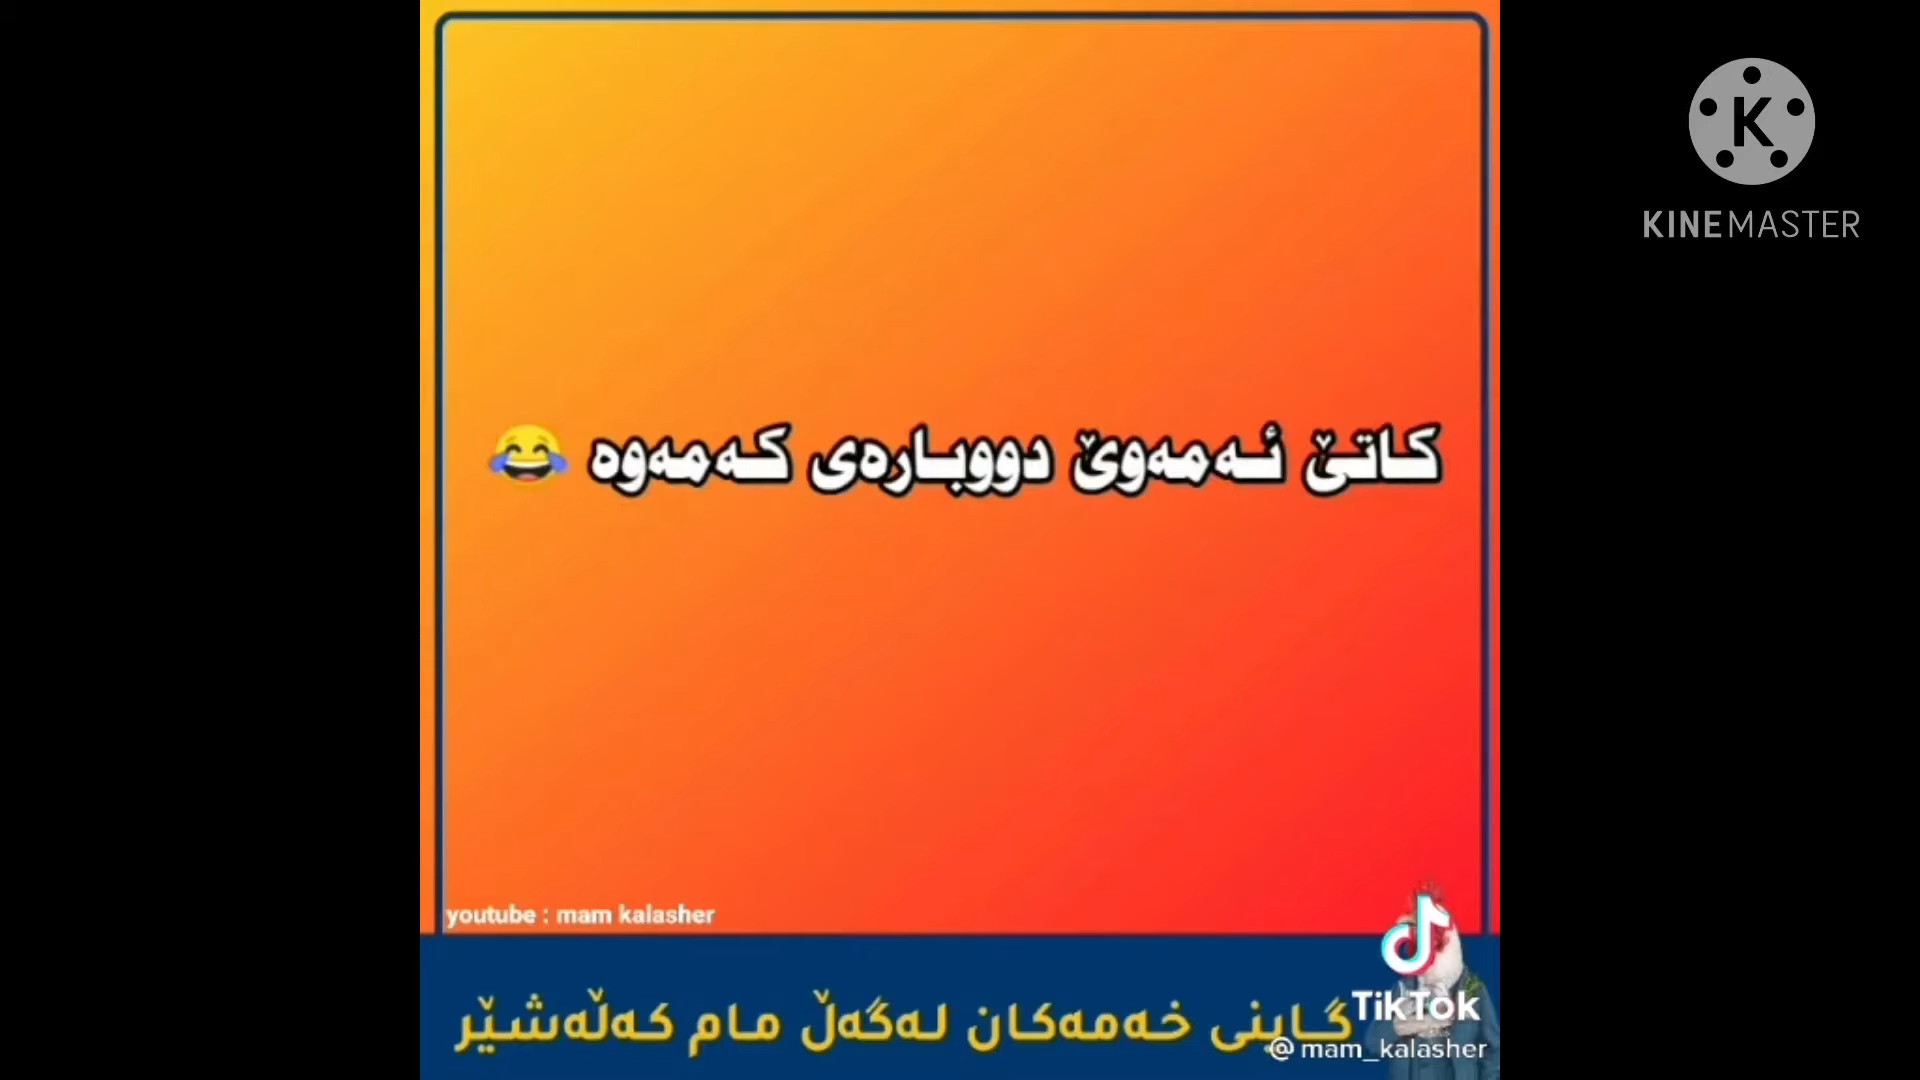 KINEMASTER
کاتێ ئەمەوێ دووبارەی کەمەوە 😂
youtube : mam kalasher
گاینی خەمەکان لەگەڵ مام کەڵەشێر
TikTok
@mam_kalasher